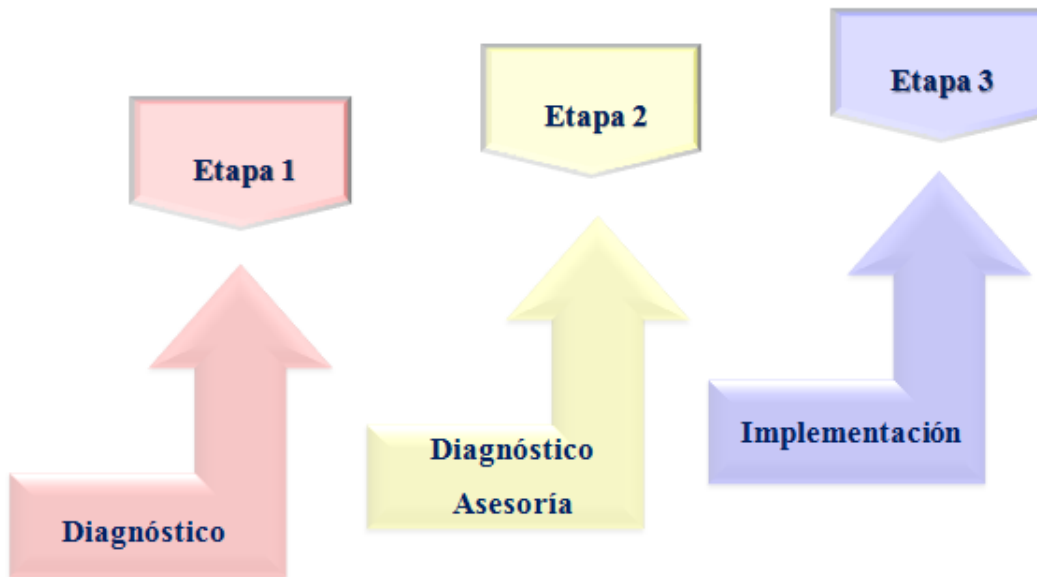 Etapa 1
Diagnóstico
Etapa 2
Diagnóstico
Asesoría
Etapa 3
Implementación